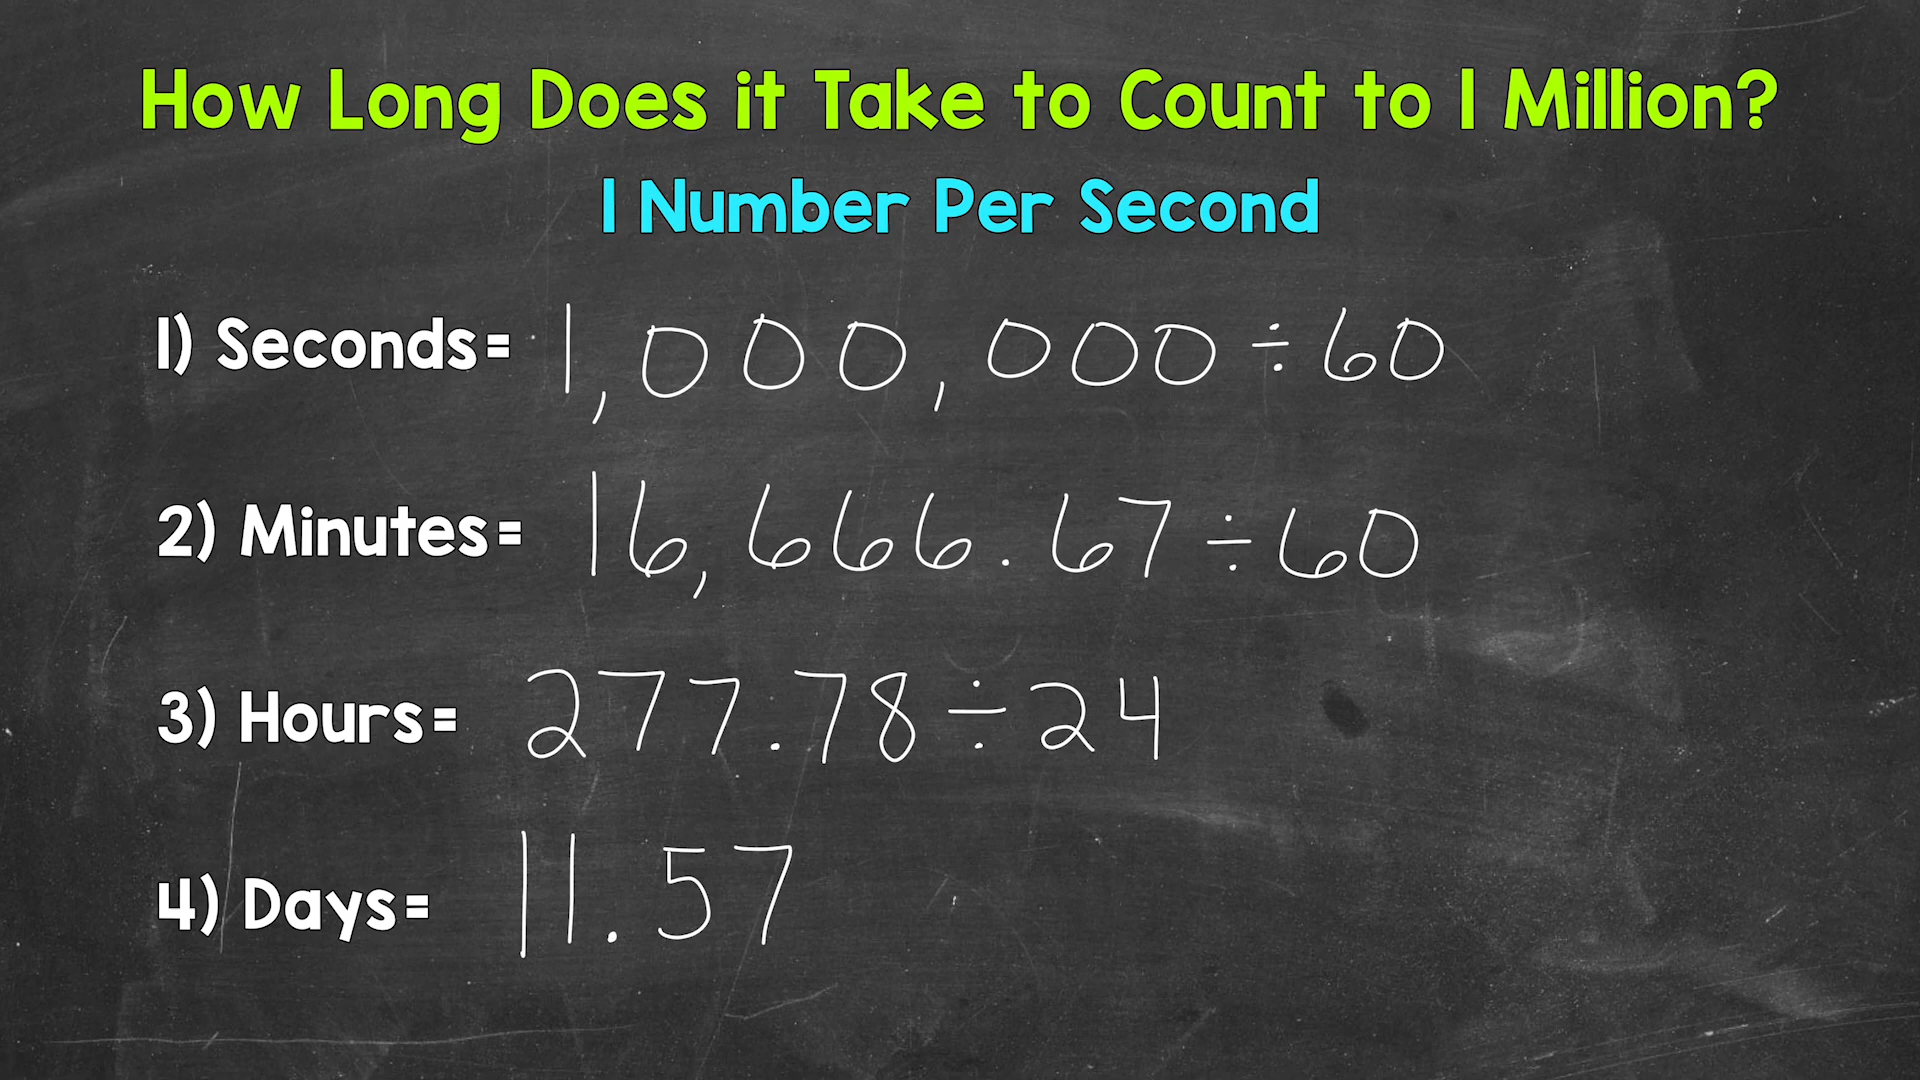 How Long Does it Take to Count to 1 Million?
1 Number Per Second
1) Seconds= 1,000,000÷60
2) Minutes= 16,666.67÷60
3) Hours= 277.78÷24
4) Days= 11.57